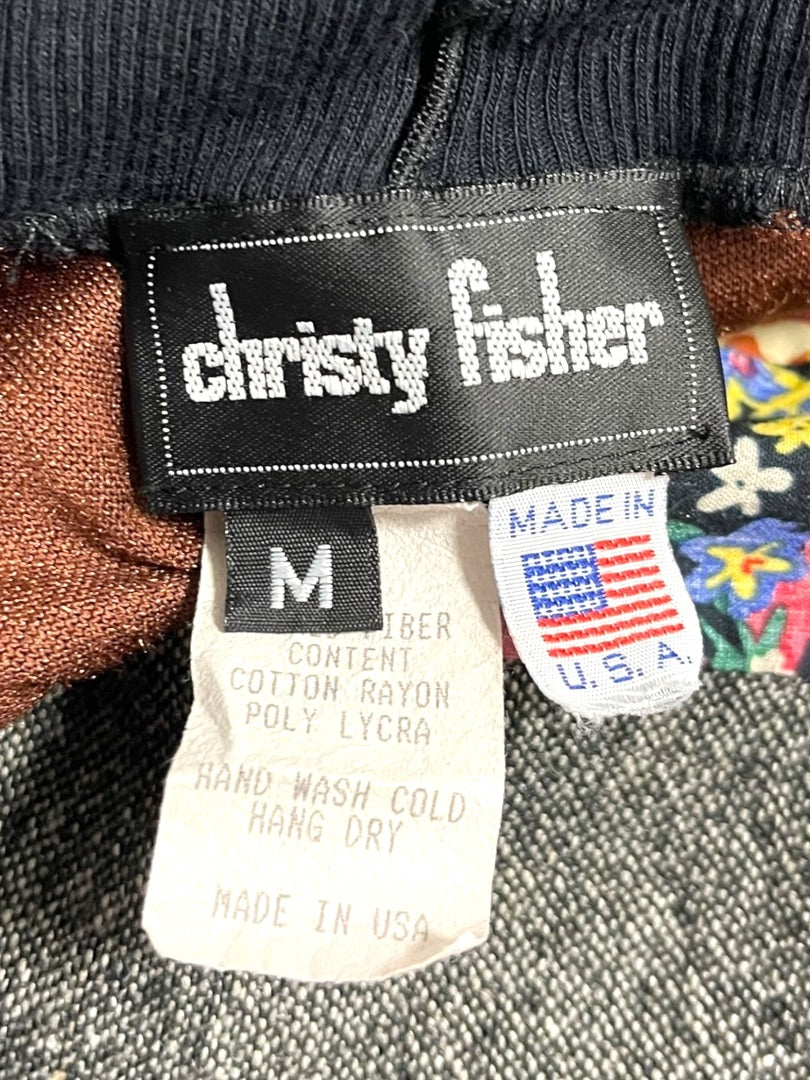 christy fisher
M
MADE IN
U.S.A.
FIBER
CONTENT
COTTON RAYON
POLY LYCRA
HAND WASH COLD
HANG DRY
MADE IN USA